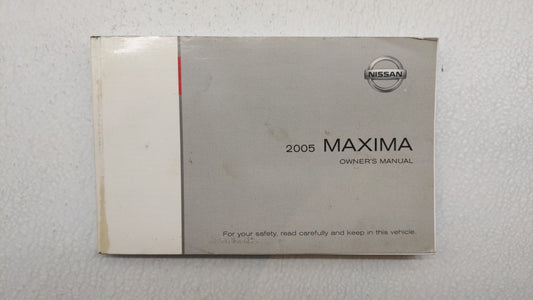 NISSAN
2005 MAXIMA
OWNER'S MANUAL
For your safety, read carefully and keep in this vehicle.